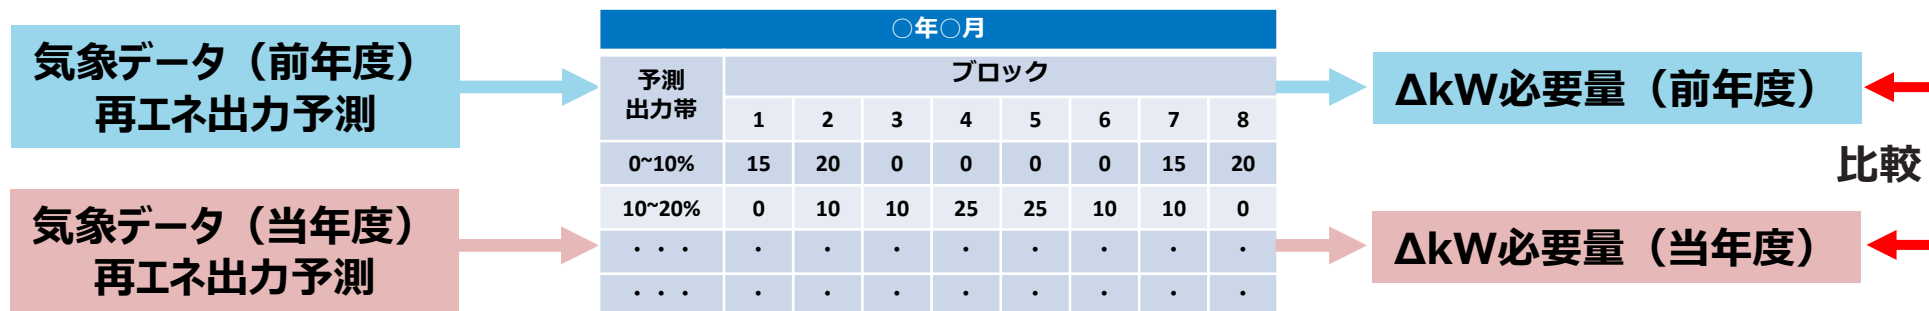 気象データ（前年度）
再エネ出力予測
気象データ（当年度）
再エネ出力予測
○年○月
予測
出力帯
ブロック
1 2 3 4 5 6 7 8
0~10% 15 20 0 0 0 0 15 20
10~20% 0 10 10 25 25 10 10 0
・・・ ・ ・ ・ ・ ・ ・ ・ ・
・・・ ・ ・ ・ ・ ・ ・ ・ ・
ΔkW必要量（前年度）
比較
ΔkW必要量（当年度）